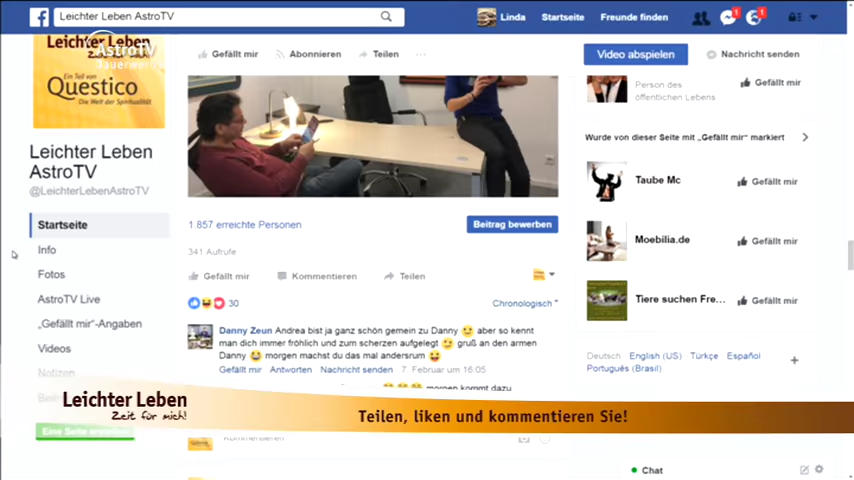 Leichter Leben AstroTV
Linda
Startseite
Freunde finden
1
1
Leichter Leben
AstroTV
Ein Teil von
Questico
Die Welt der Spiritualität
Gefällt mir
Abonnieren
Teilen
Video abspielen
Nachricht senden
Person des
öffentlichen Lebens
Gefällt mir
Leichter Leben
AstroTV
@LeichterLebenAstroTV
Startseite
Info
Fotos
AstroTV Live
„Gefällt mir“-Angaben
Videos
Notizen
1 857 erreichte Personen
Beitrag bewerben
341 Aufrufe
Gefällt mir
Kommentieren
Teilen
30
Chronologisch
Danny Zeun Andrea bist ja ganz schön gemein zu Danny aber so kennt
man dich immer fröhlich und zum scherzen aufgelegt gruß an den armen
Danny morgen machst du das mal andersrum
Gefällt mir Antworten Nachricht senden 7. Februar um 16:05
morgen kommt dazu
Kommentieren
Wurde von dieser Seite mit „Gefällt mir“ markiert
Taube Mc
Gefällt mir
Moebilia.de
Gefällt mir
Tiere suchen Fre...
Gefällt mir
Deutsch English (US) Türkçe Español
Português (Brasil)
Leichter Leben
Zeit für mich!
Teilen, liken und kommentieren Sie!
Eine Seite
Chat